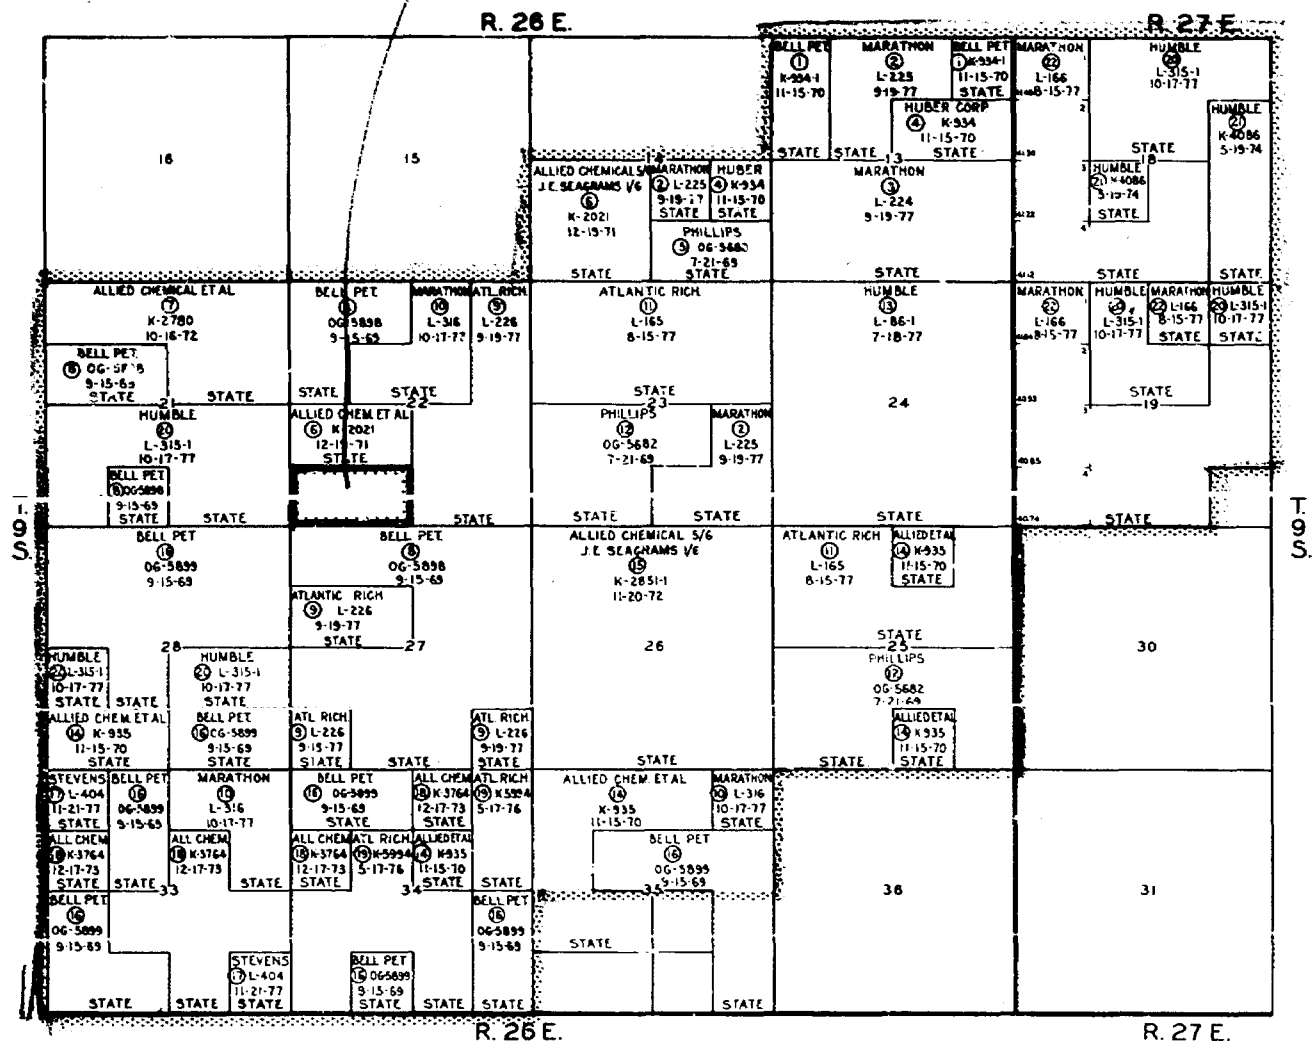 R. 26 E.
R. 27 E.
16
15
14
ALLIED CHEMICAL 5/6
J.E. SEAGRAMS 1/6
6
K-2021
12-19-71
STATE
MARATHON
2 L-225
9-19-77
STATE
HUBER
4 K-934
11-15-70
STATE
PHILLIPS
5 OG-5682
7-21-69
STATE
BELL PET
1
K-934-1
11-15-70
STATE
MARATHON
2
L-225
9-19-77
STATE
BELL PET
1 K-934-1
11-15-70
STATE
HUBER CORP
4 K-934
11-15-70
STATE
13
MARATHON
3
L-224
9-19-77
STATE
MARATHON
22
L-166
8-15-77
HUMBLE
20
L-315-1
10-17-77
STATE
18
HUMBLE
21
K-4086
5-19-74
STATE
HUMBLE
21 K-4086
5-19-74
STATE
STATE
ALLIED CHEMICAL ET AL
7
K-2780
10-16-72
BELL PET.
8 OG-5898
9-15-69
STATE
STATE
21
HUMBLE
20
L-315-1
10-17-77
BELL PET.
8 OG-5898
9-15-69
STATE
STATE
BELL PET.
8
OG-5898
9-15-69
STATE
MARATHON
10
L-316
10-17-77
STATE
ATL. RICH.
9
L-226
9-19-77
22
ALLIED CHEM. ET AL
6 K-2021
12-19-71
STATE
STATE
ATLANTIC RICH.
11
L-165
8-15-77
STATE
23
PHILLIPS
12
OG-5682
7-21-69
STATE
MARATHON
2
L-225
9-19-77
STATE
HUMBLE
13
L-86-1
7-18-77
24
STATE
MARATHON
22
L-166
8-15-77
HUMBLE
20
L-315-1
10-17-77
MARATHON
22 L-166
8-15-77
STATE
HUMBLE
20 L-315-1
10-17-77
STATE
STATE
19
STATE
T.
9
S.
T.
9
S.
BELL PET
16
OG-5899
9-15-69
28
HUMBLE
20 L-315-1
10-17-77
STATE
STATE
HUMBLE
20 L-315-1
10-17-77
STATE
ALLIED CHEM. ET AL
14 K-935
11-15-70
STATE
BELL PET.
16 OG-5899
9-15-69
STATE
BELL PET.
8
OG-5898
9-15-69
ATLANTIC RICH
9 L-226
9-19-77
STATE
27
ATL. RICH.
9 L-226
9-15-77
STATE
STATE
ATL. RICH.
9 L-226
9-19-77
STATE
ALLIED CHEMICAL 5/6
J.E. SEAGRAMS 1/6
15
K-2851-1
11-20-72
26
STATE
ATLANTIC RICH
11
L-165
8-15-77
ALLIED ET AL
14 K-935
11-15-70
STATE
STATE
25
PHILLIPS
12
OG-5682
7-21-69
STATE
ALLIED ET AL
14 K-935
11-15-70
STATE
30
STEVENS
17 L-404
11-21-77
STATE
BELL PET
16
OG-5899
9-15-69
STATE
MARATHON
10
L-316
10-17-77
STATE
ALL CHEM
18 K-3764
12-17-73
STATE
ALL CHEM
18 K-3764
12-17-73
33
BELL PET
16
OG-5899
9-15-69
STATE
STATE
STEVENS
17 L-404
11-21-77
STATE
BELL PET
16 OG-5899
9-15-69
STATE
ALL CHEM
18 K-3764
12-17-73
STATE
ATL. RICH
19 K-5994
5-17-76
STATE
ALL CHEM
18 K-3764
12-17-73
STATE
ATL. RICH.
19 K-5994
5-17-76
ALLIED ET AL
14 K-935
11-15-70
STATE
34
BELL PET
16
OG-5899
9-15-69
STATE
BELL PET
16 OG-5899
9-15-69
STATE
STATE
ALLIED CHEM. ET AL
14
K-935
11-15-70
MARATHON
10 L-316
10-17-77
STATE
BELL PET
16
OG-5899
9-15-69
35
STATE
STATE
36
31
R. 26 E.
R. 27 E.